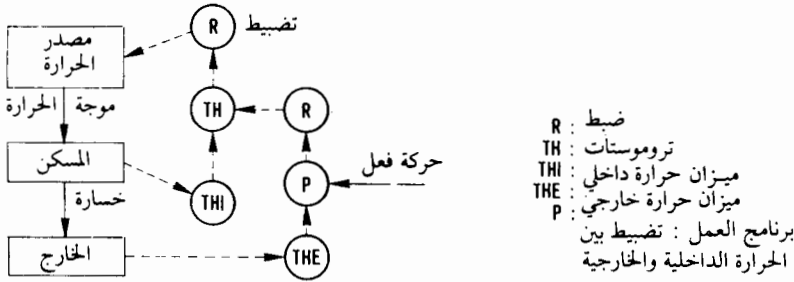 مصدر
الحرارة
R
تضبيط
موجة الحرارة
TH
R
المسكن
حركة فعل
THI
P
خسارة
الخارج
THE
R : ضبط
TH : تروموستات
THI : ميزان حرارة داخلي
THE : ميزان حرارة خارجي
P :
برنامج العمل : تضبيط بين
الحرارة الداخلية والخارجية